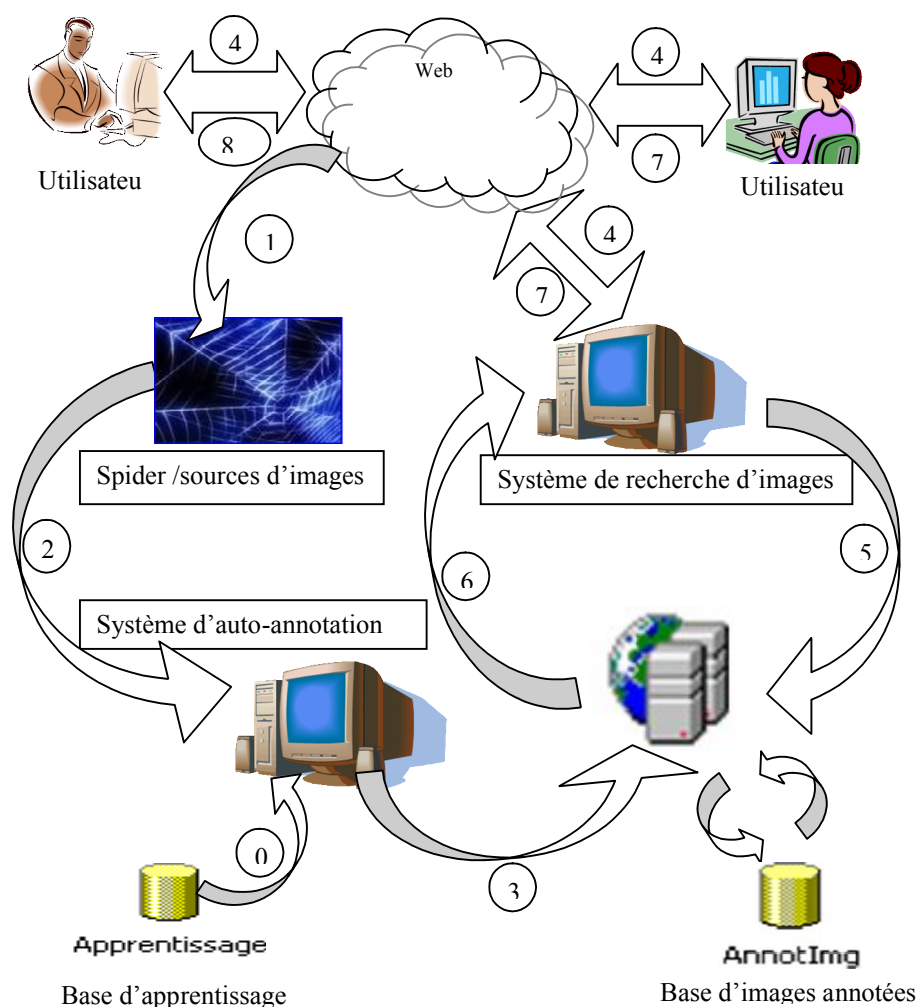 4
Web
4
8
7
Utilisateu
Utilisateu
1
4
7
Spider /sources d'images
Système de recherche d'images
2
5
6
Système d'auto-annotation
0
3
Apprentissage
AnnotImg
Base d'apprentissage
Base d'images annotées